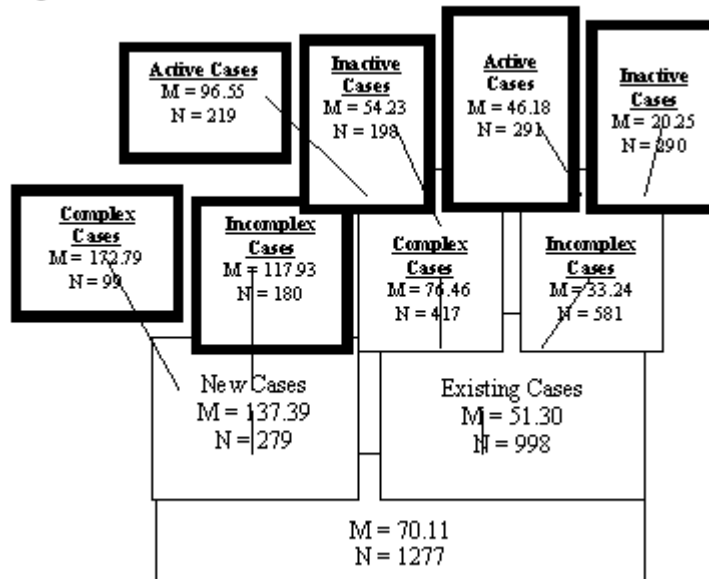 Active Cases
M = 96.55
N = 219
Inactive
Cases
M = 54.23
N = 198
Active
Cases
M = 46.18
N = 291
Inactive
Cases
M = 20.25
N = 290
Complex
Cases
M = 172.79
N = 99
Incomplex
Cases
M = 117.93
N = 180
Complex
Cases
M = 76.46
N = 417
Incomplex
Cases
M = 33.24
N = 581
New Cases
M = 137.39
N = 279
Existing Cases
M = 51.30
N = 998
M = 70.11
N = 1277